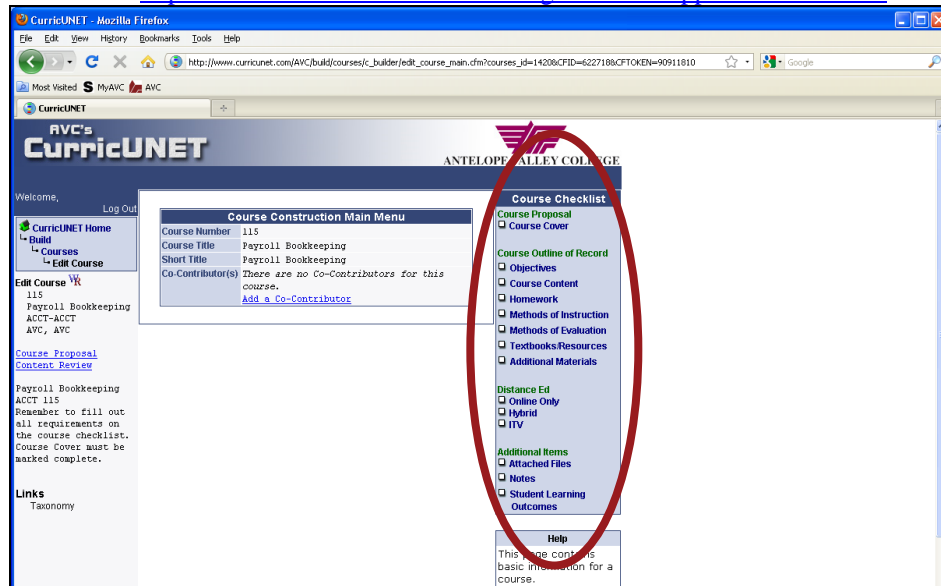 CurricUNET - Mozilla Firefox
File Edit View History Bookmarks Tools Help
http://www.curricunet.com/AVC/build/courses/c_builder/edit_course_main.cfm?courses_id=1420&CFID=622718&CFTOKEN=90911810
Google
Most Visited MyAVC AVC
CurricUNET
AVC's
CurricUNET
ANTELOPE VALLEY COLLEGE
Welcome,
Log Out
CurricUNET Home
Build
Courses
Edit Course
Edit Course WR
115
Payroll Bookkeeping
ACCT-ACCT
AVC, AVC
Course Proposal
Content Review
Payroll Bookkeeping
ACCT 115
Remember to fill out
all requirements on
the course checklist.
Course Cover must be
marked complete.
Links
Taxonomy
Course Construction Main Menu
Course Number 115
Course Title Payroll Bookkeeping
Short Title Payroll Bookkeeping
Co-Contributor(s) There are no Co-Contributors for this
course.
Add a Co-Contributor
Course Checklist
Course Proposal
Course Cover
Course Outline of Record
Objectives
Course Content
Homework
Methods of Instruction
Methods of Evaluation
Textbooks/Resources
Additional Materials
Distance Ed
Online Only
Hybrid
ITV
Additional Items
Attached Files
Notes
Student Learning
Outcomes
Help
This page contains
basic information for a
course.